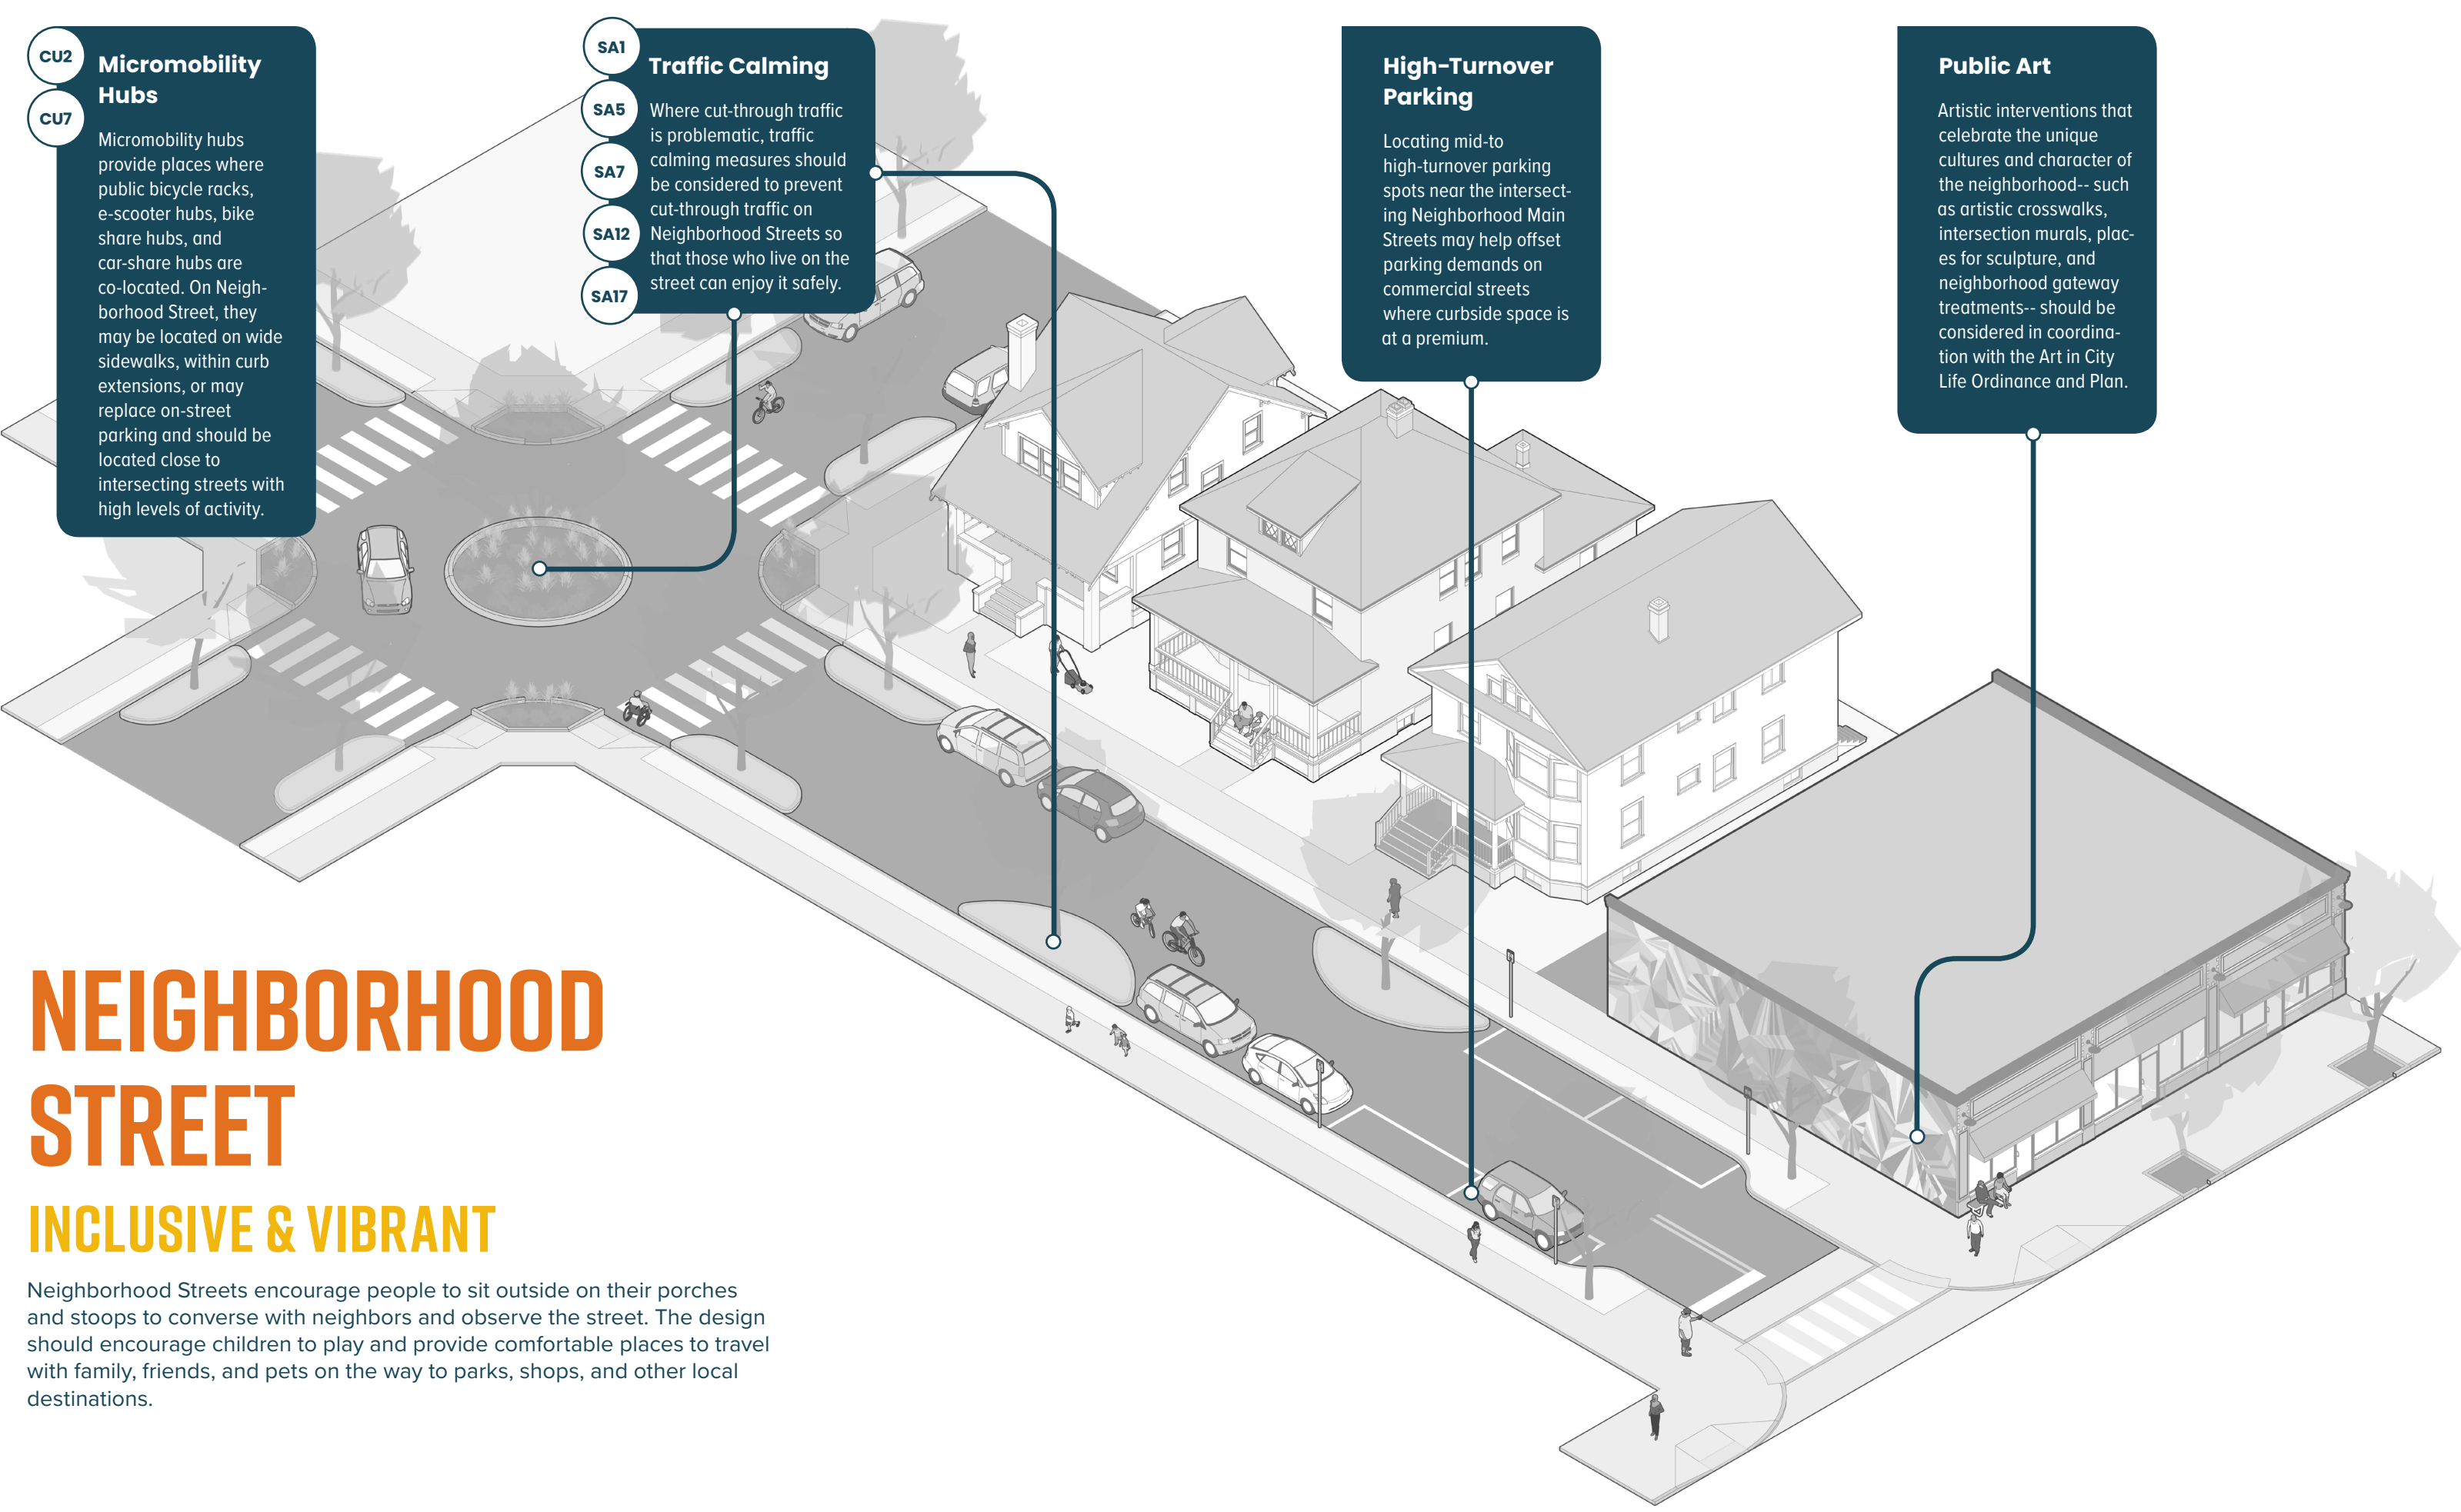 CU2
CU7
Micromobility
Hubs
Micromobility hubs
provide places where
public bicycle racks,
e-scooter hubs, bike
share hubs, and
car-share hubs are
co-located. On Neigh-
borhood Street, they
may be located on wide
sidewalks, within curb
extensions, or may
replace on-street
parking and should be
located close to
intersecting streets with
high levels of activity.
SA1
SA5
SA7
SA12
SA17
Traffic Calming
Where cut-through traffic
is problematic, traffic
calming measures should
be considered to prevent
cut-through traffic on
Neighborhood Streets so
that those who live on the
street can enjoy it safely.
High-Turnover
Parking
Locating mid-to
high-turnover parking
spots near the intersect-
ing Neighborhood Main
Streets may help offset
parking demands on
commercial streets
where curbside space is
at a premium.
Public Art
Artistic interventions that
celebrate the unique
cultures and character of
the neighborhood-- such
as artistic crosswalks,
intersection murals, plac-
es for sculpture, and
neighborhood gateway
treatments-- should be
considered in coordina-
tion with the Art in City
Life Ordinance and Plan.
NEIGHBORHOOD
STREET
INCLUSIVE & VIBRANT
Neighborhood Streets encourage people to sit outside on their porches
and stoops to converse with neighbors and observe the street. The design
should encourage children to play and provide comfortable places to travel
with family, friends, and pets on the way to parks, shops, and other local
destinations.